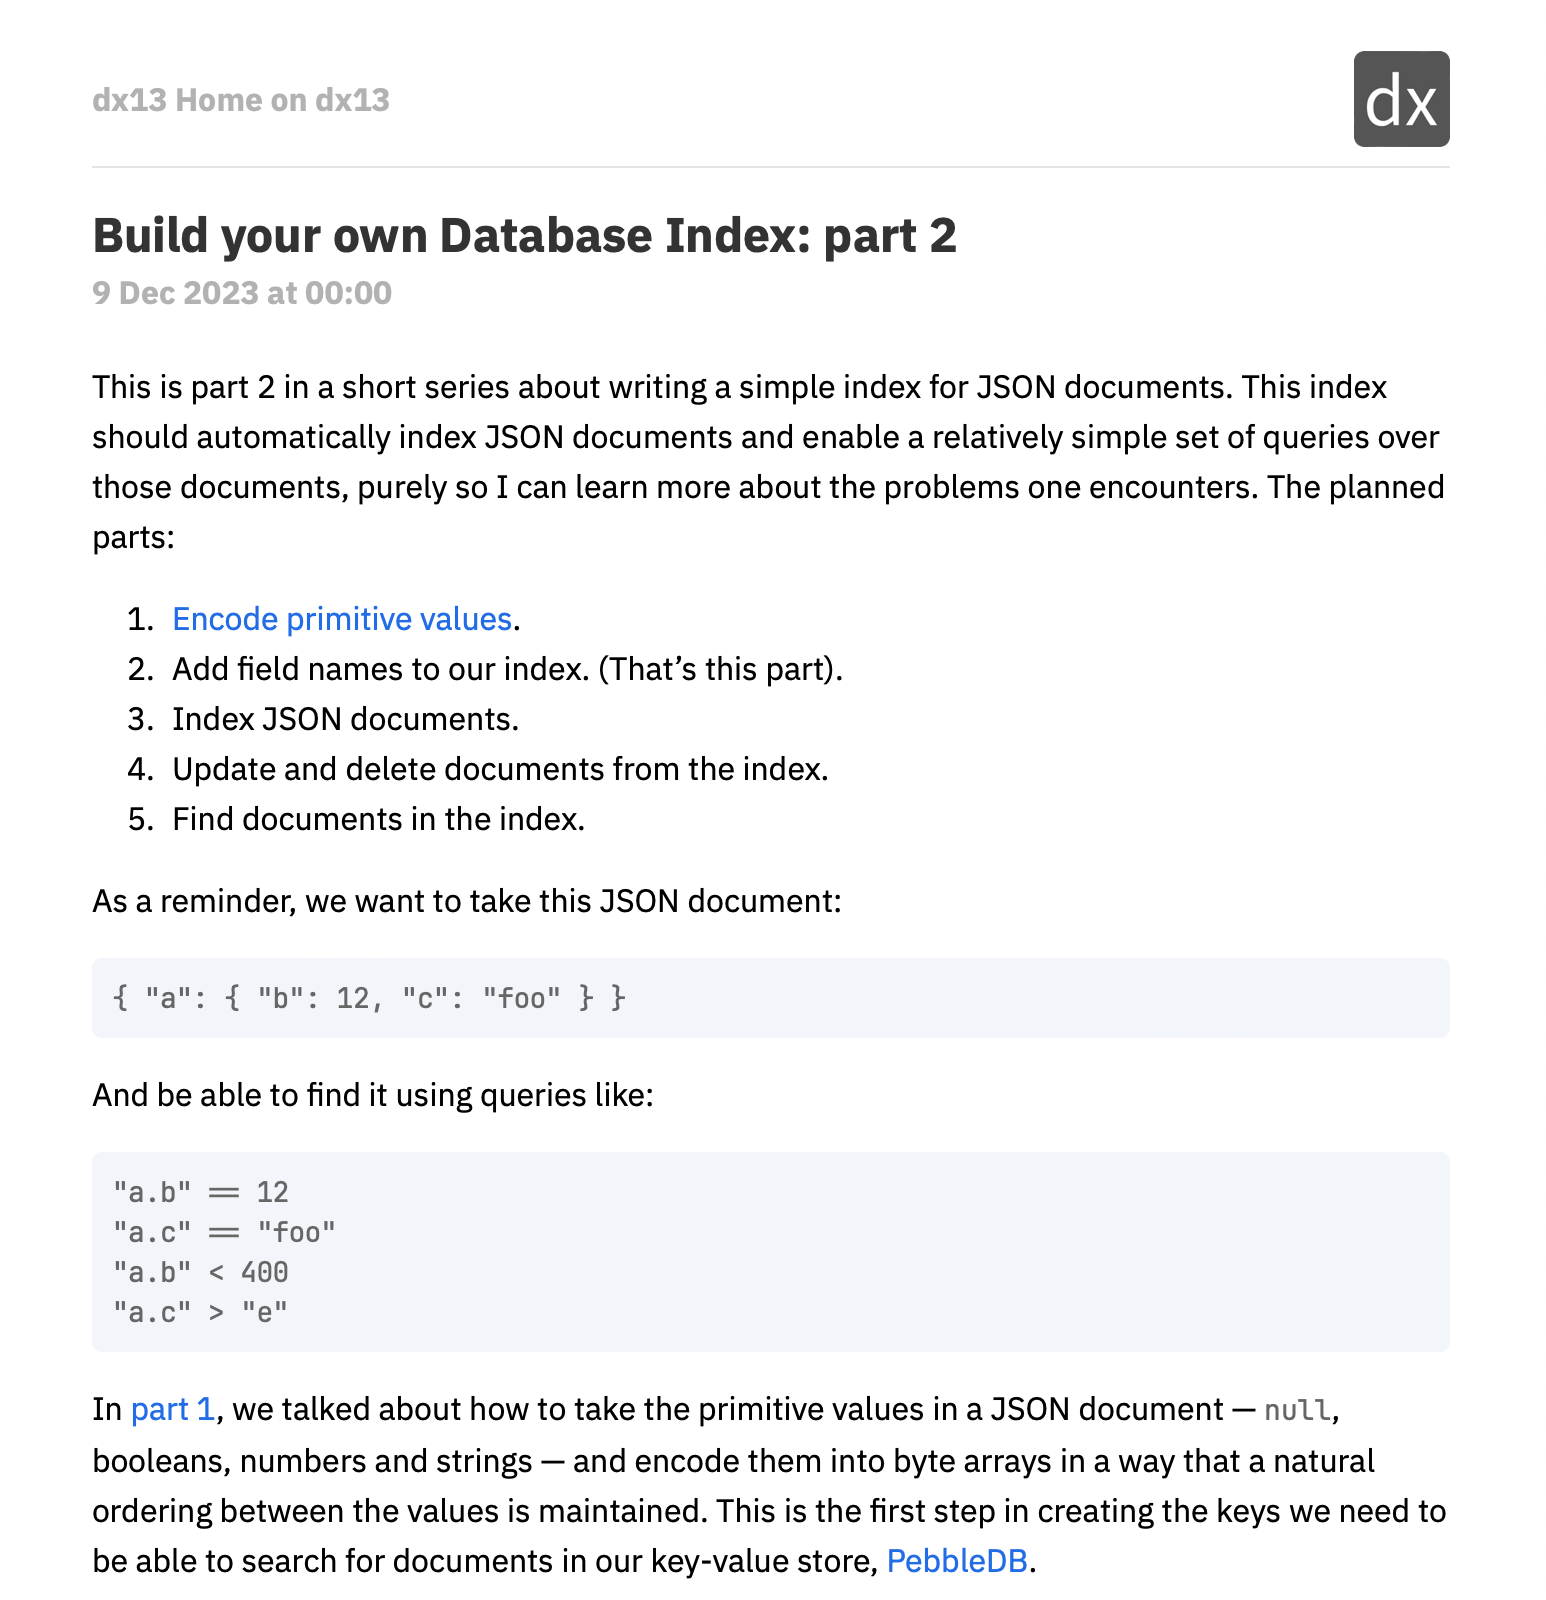 dx13 Home on dx13
dx
Build your own Database Index: part 2
9 Dec 2023 at 00:00
This is part 2 in a short series about writing a simple index for JSON documents. This index
should automatically index JSON documents and enable a relatively simple set of queries over
those documents, purely so I can learn more about the problems one encounters. The planned
parts:
1. Encode primitive values.
2. Add field names to our index. (That’s this part).
3. Index JSON documents.
4. Update and delete documents from the index.
5. Find documents in the index.
As a reminder, we want to take this JSON document:
{ "a": { "b": 12, "c": "foo" } }
And be able to find it using queries like:
"a.b" == 12
"a.c" == "foo"
"a.b" < 400
"a.c" > "e"
In part 1, we talked about how to take the primitive values in a JSON document — null,
booleans, numbers and strings — and encode them into byte arrays in a way that a natural
ordering between the values is maintained. This is the first step in creating the keys we need to
be able to search for documents in our key-value store, PebbleDB.